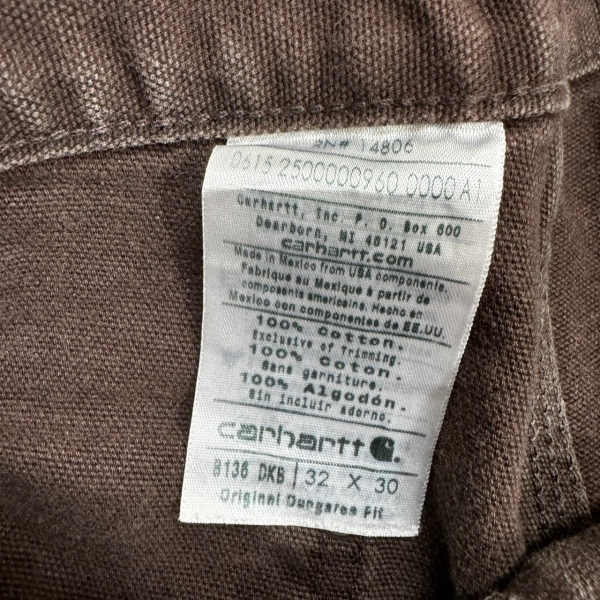 RN# 14806
0615 2500000960 0000 A1
Carhartt, Inc. P. O. Box 600
Dearborn, MI 48121 USA
carhartt.com
Made in Mexico from USA components.
Fabriqué au Mexique à partir de
composants américains. Hecho en
Mexico con componentes de EE.UU.
100% Cotton.
Exclusive of trimming.
100% Coton.
Sans garniture.
100% Algodón.
Sin incluir adorno.
carhartt
B136 DKB | 32 X 30
Original Dungaree Fit